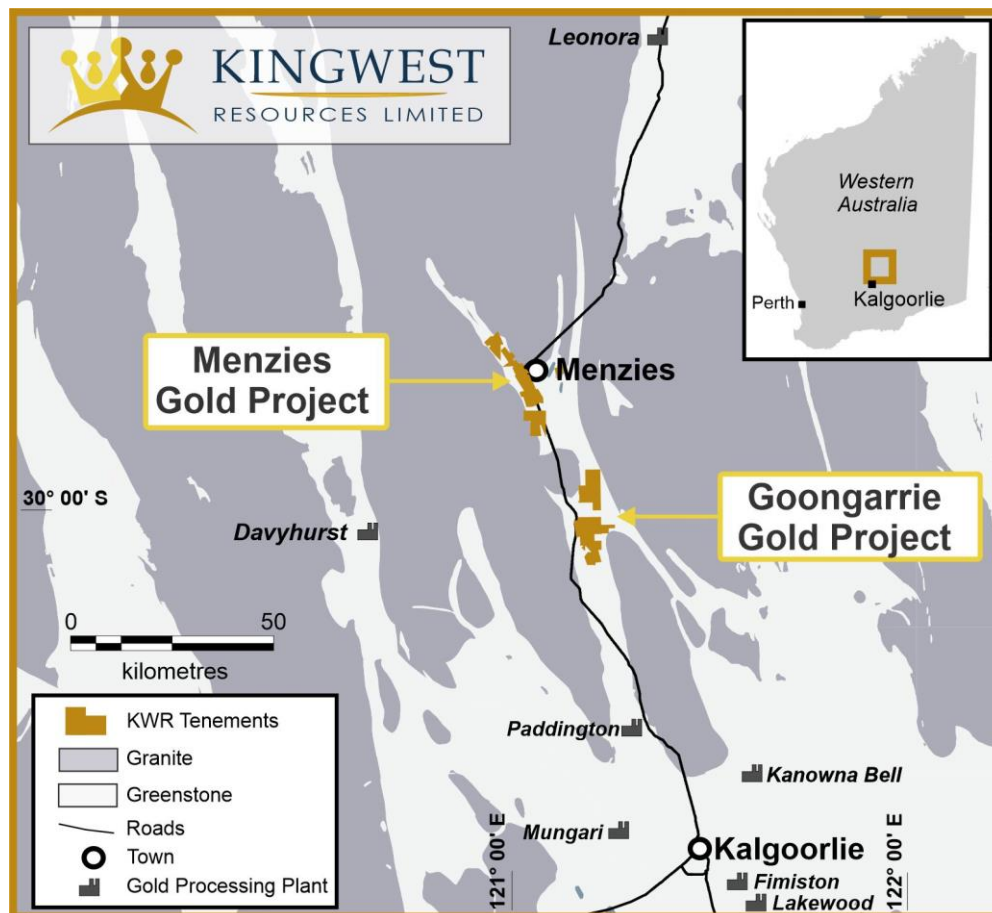 KINGWEST
RESOURCES LIMITED
Leonora
Western
Australia
Perth
Kalgoorlie
Menzies
Gold Project
Menzies
30° 00' S
Davyhurst
Goongarrie
Gold Project
0 50
kilometres
KWR Tenements
Granite
Greenstone
Roads
Town
Gold Processing Plant
Paddington
Kanowna Bell
Mungari
Kalgoorlie
Fimiston
Lakewood
121° 00' E
122° 00' E